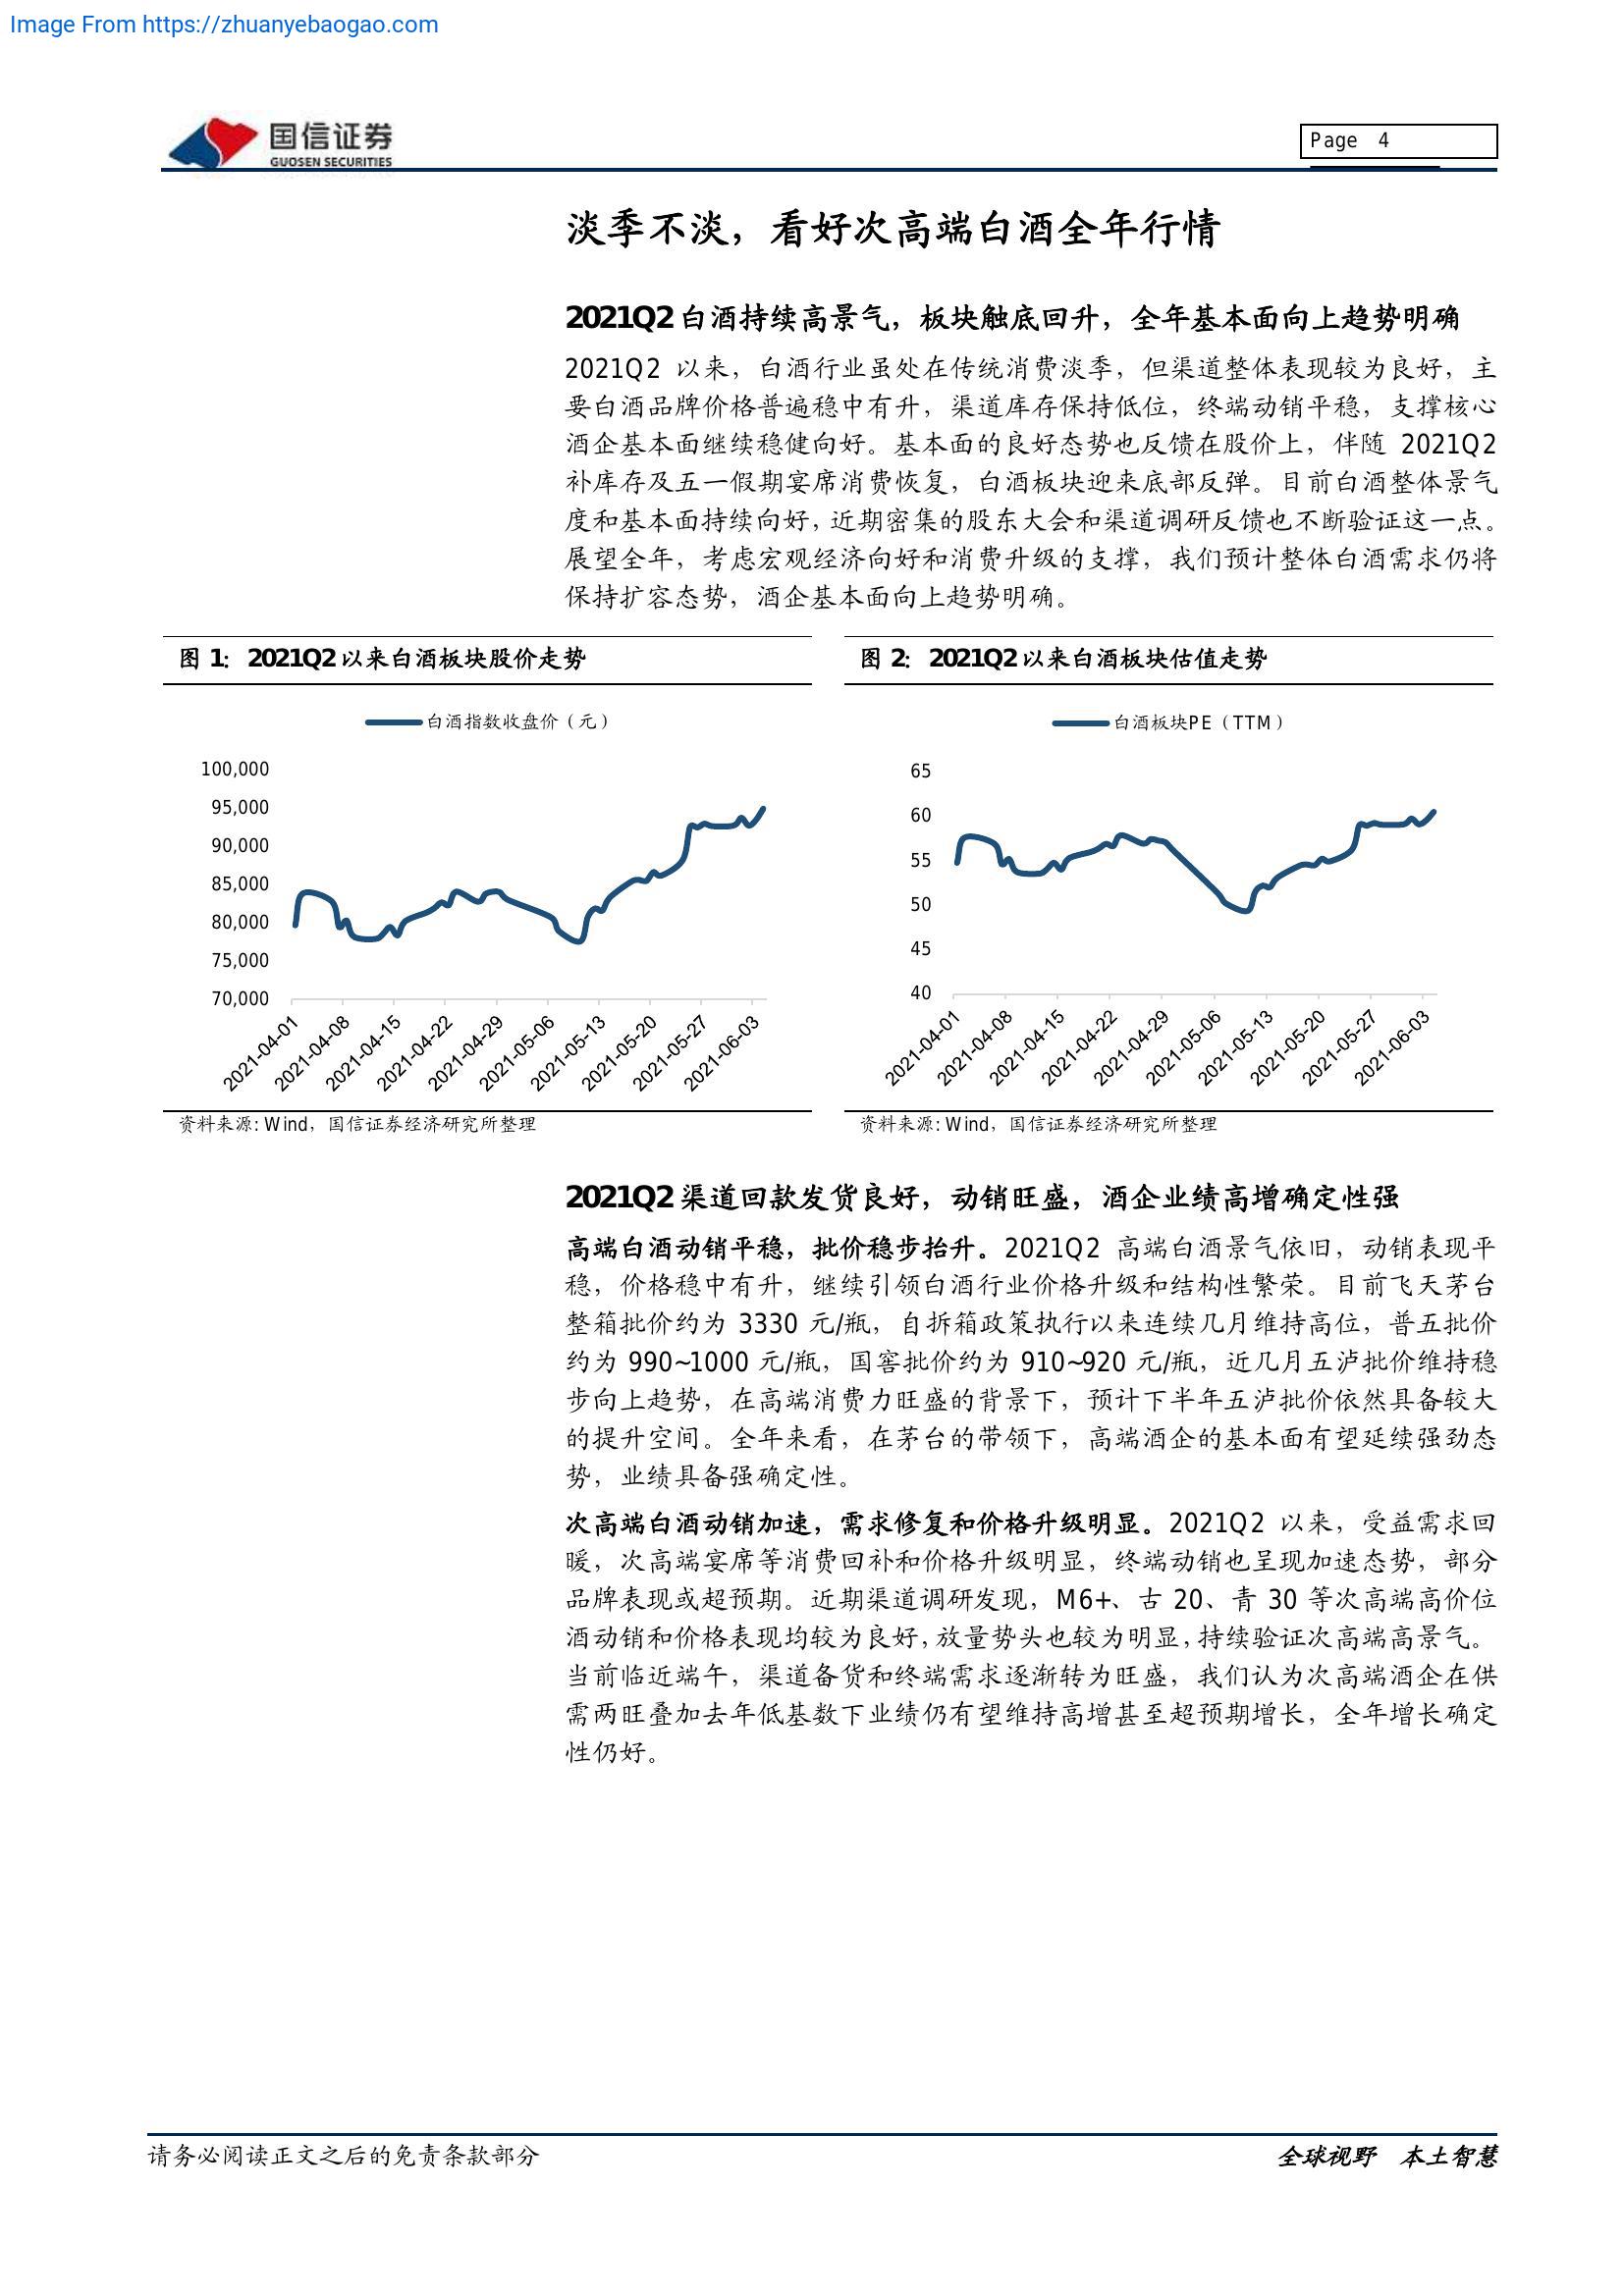 Image From https://zhuanyebaogao.com
国信证券
GUOSEN SECURITIES
Page 4
淡季不淡，看好次高端白酒全年行情
2021Q2 白酒持续高景气，板块触底回升，全年基本面向上趋势明确
2021Q2 以来，白酒行业虽处在传统消费淡季，但渠道整体表现较为良好，主
要白酒品牌价格普遍稳中有升，渠道库存保持低位，终端动销平稳，支撑核心
酒企基本面继续稳健向好。基本面的良好态势也反馈在股价上，伴随 2021Q2
补库存及五一假期宴席消费恢复，白酒板块迎来底部反弹。目前白酒整体景气
度和基本面持续向好，近期密集的股东大会和渠道调研反馈也不断验证这一点。
展望全年，考虑宏观经济向好和消费升级的支撑，我们预计整体白酒需求仍将
保持扩容态势，酒企基本面向上趋势明确。
图 1：2021Q2 以来白酒板块股价走势
白酒指数收盘价（元）
100,000
95,000
90,000
85,000
80,000
75,000
70,000
2021-04-01
2021-04-08
2021-04-15
2021-04-22
2021-04-29
2021-05-06
2021-05-13
2021-05-20
2021-05-27
2021-06-03
资料来源: Wind，国信证券经济研究所整理
图 2：2021Q2 以来白酒板块估值走势
白酒板块PE（TTM）
65
60
55
50
45
40
2021-04-01
2021-04-08
2021-04-15
2021-04-22
2021-04-29
2021-05-06
2021-05-13
2021-05-20
2021-05-27
2021-06-03
资料来源: Wind，国信证券经济研究所整理
2021Q2 渠道回款发货良好，动销旺盛，酒企业绩高增确定性强
高端白酒动销平稳，批价稳步抬升。2021Q2 高端白酒景气依旧，动销表现平
稳，价格稳中有升，继续引领白酒行业价格升级和结构性繁荣。目前飞天茅台
整箱批价约为 3330 元/瓶，自拆箱政策执行以来连续几月维持高位，普五批价
约为 990~1000 元/瓶，国窖批价约为 910~920 元/瓶，近几月五泸批价维持稳
步向上趋势，在高端消费力旺盛的背景下，预计下半年五泸批价依然具备较大
的提升空间。全年来看，在茅台的带领下，高端酒企的基本面有望延续强劲态
势，业绩具备强确定性。
次高端白酒动销加速，需求修复和价格升级明显。2021Q2 以来，受益需求回
暖，次高端宴席等消费回补和价格升级明显，终端动销也呈现加速态势，部分
品牌表现或超预期。近期渠道调研发现，M6+、古 20、青 30 等次高端高价位
酒动销和价格表现均较为良好，放量势头也较为明显，持续验证次高端高景气。
当前临近端午，渠道备货和终端需求逐渐转为旺盛，我们认为次高端酒企在供
需两旺叠加去年低基数下业绩仍有望维持高增甚至超预期增长，全年增长确定
性仍好。
请务必阅读正文之后的免责条款部分
全球视野 本土智慧